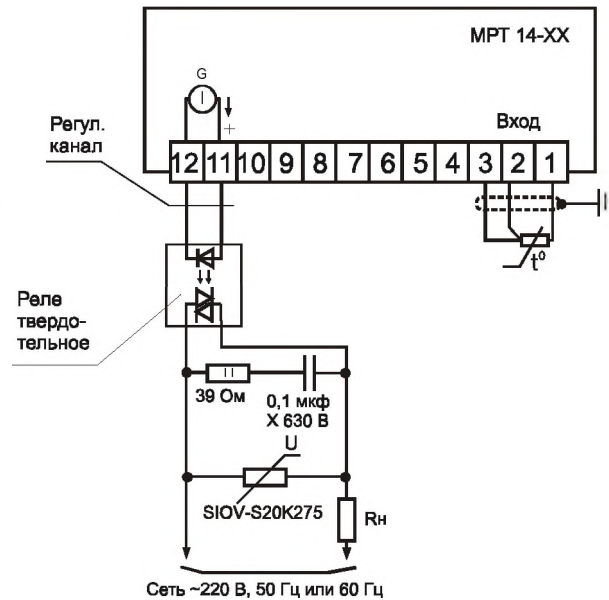 МРТ 14-ХХ
G
+
Регул.
канал
Вход
12 11 10 9 8 7 6 5 4 3 2 1
t⁰
Реле
твердо-
тельное
39 Ом
0,1 мкф
Х 630 В
U
SIOV-S20K275
Rн
Сеть ~220 В, 50 Гц или 60 Гц